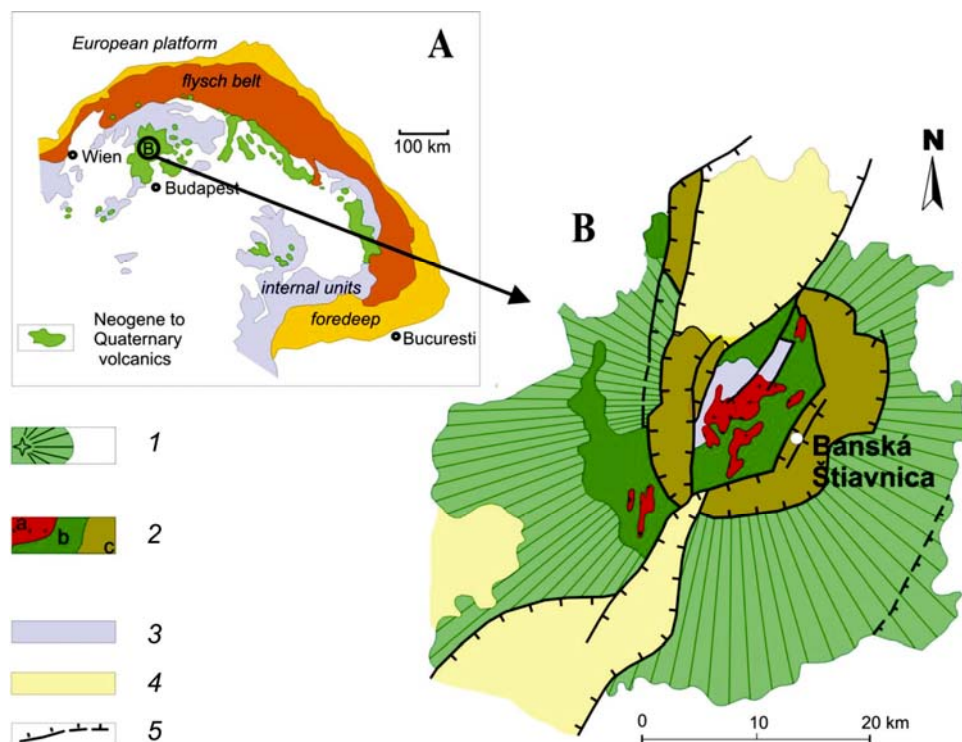 European platform
A
flysch belt
100 km
Wien
B
Budapest
internal units
foredeep
Bucuresti
Neogene to
Quaternary
volcanics
N
B
Banská
Štiavnica
1
a
b
c
2
3
4
5
0 10 20 km